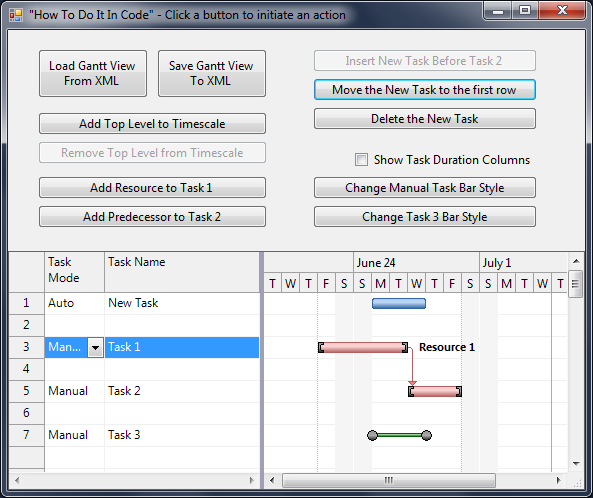 "How To Do It In Code" - Click a button to initiate an action
Load Gantt View
From XML
Save Gantt View
To XML
Insert New Task Before Task 2
Move the New Task to the first row
Add Top Level to Timescale
Delete the New Task
Remove Top Level from Timescale
Show Task Duration Columns
Add Resource to Task 1
Change Manual Task Bar Style
Add Predecessor to Task 2
Change Task 3 Bar Style
Task
Mode
Task Name
June 24
July 1
T W T F S S M T W T F S S M T W T
1 Auto New Task
2
3 Man... Task 1 Resource 1
4
5 Manual Task 2
6
7 Manual Task 3